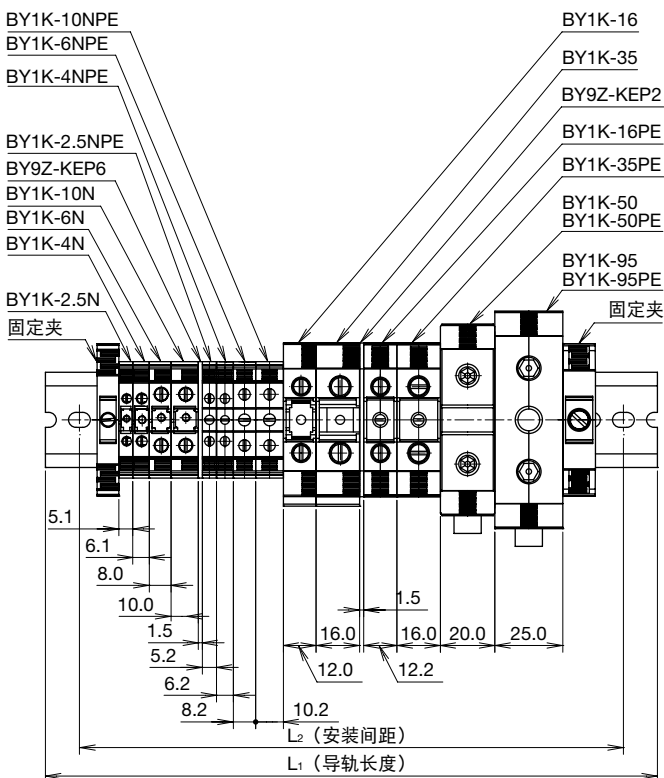 BY1K-10NPE
BY1K-6NPE
BY1K-4NPE
BY1K-2.5NPE
BY9Z-KEP6
BY1K-10N
BY1K-6N
BY1K-4N
BY1K-2.5N
固定夹
BY1K-16
BY1K-35
BY9Z-KEP2
BY1K-16PE
BY1K-35PE
BY1K-50
BY1K-50PE
BY1K-95
BY1K-95PE
固定夹
5.1
6.1
8.0
10.0
1.5
5.2
6.2
8.2
10.2
12.0
16.0
1.5
12.2
16.0
20.0
25.0
L₂（安装间距）
L₁（导轨长度）